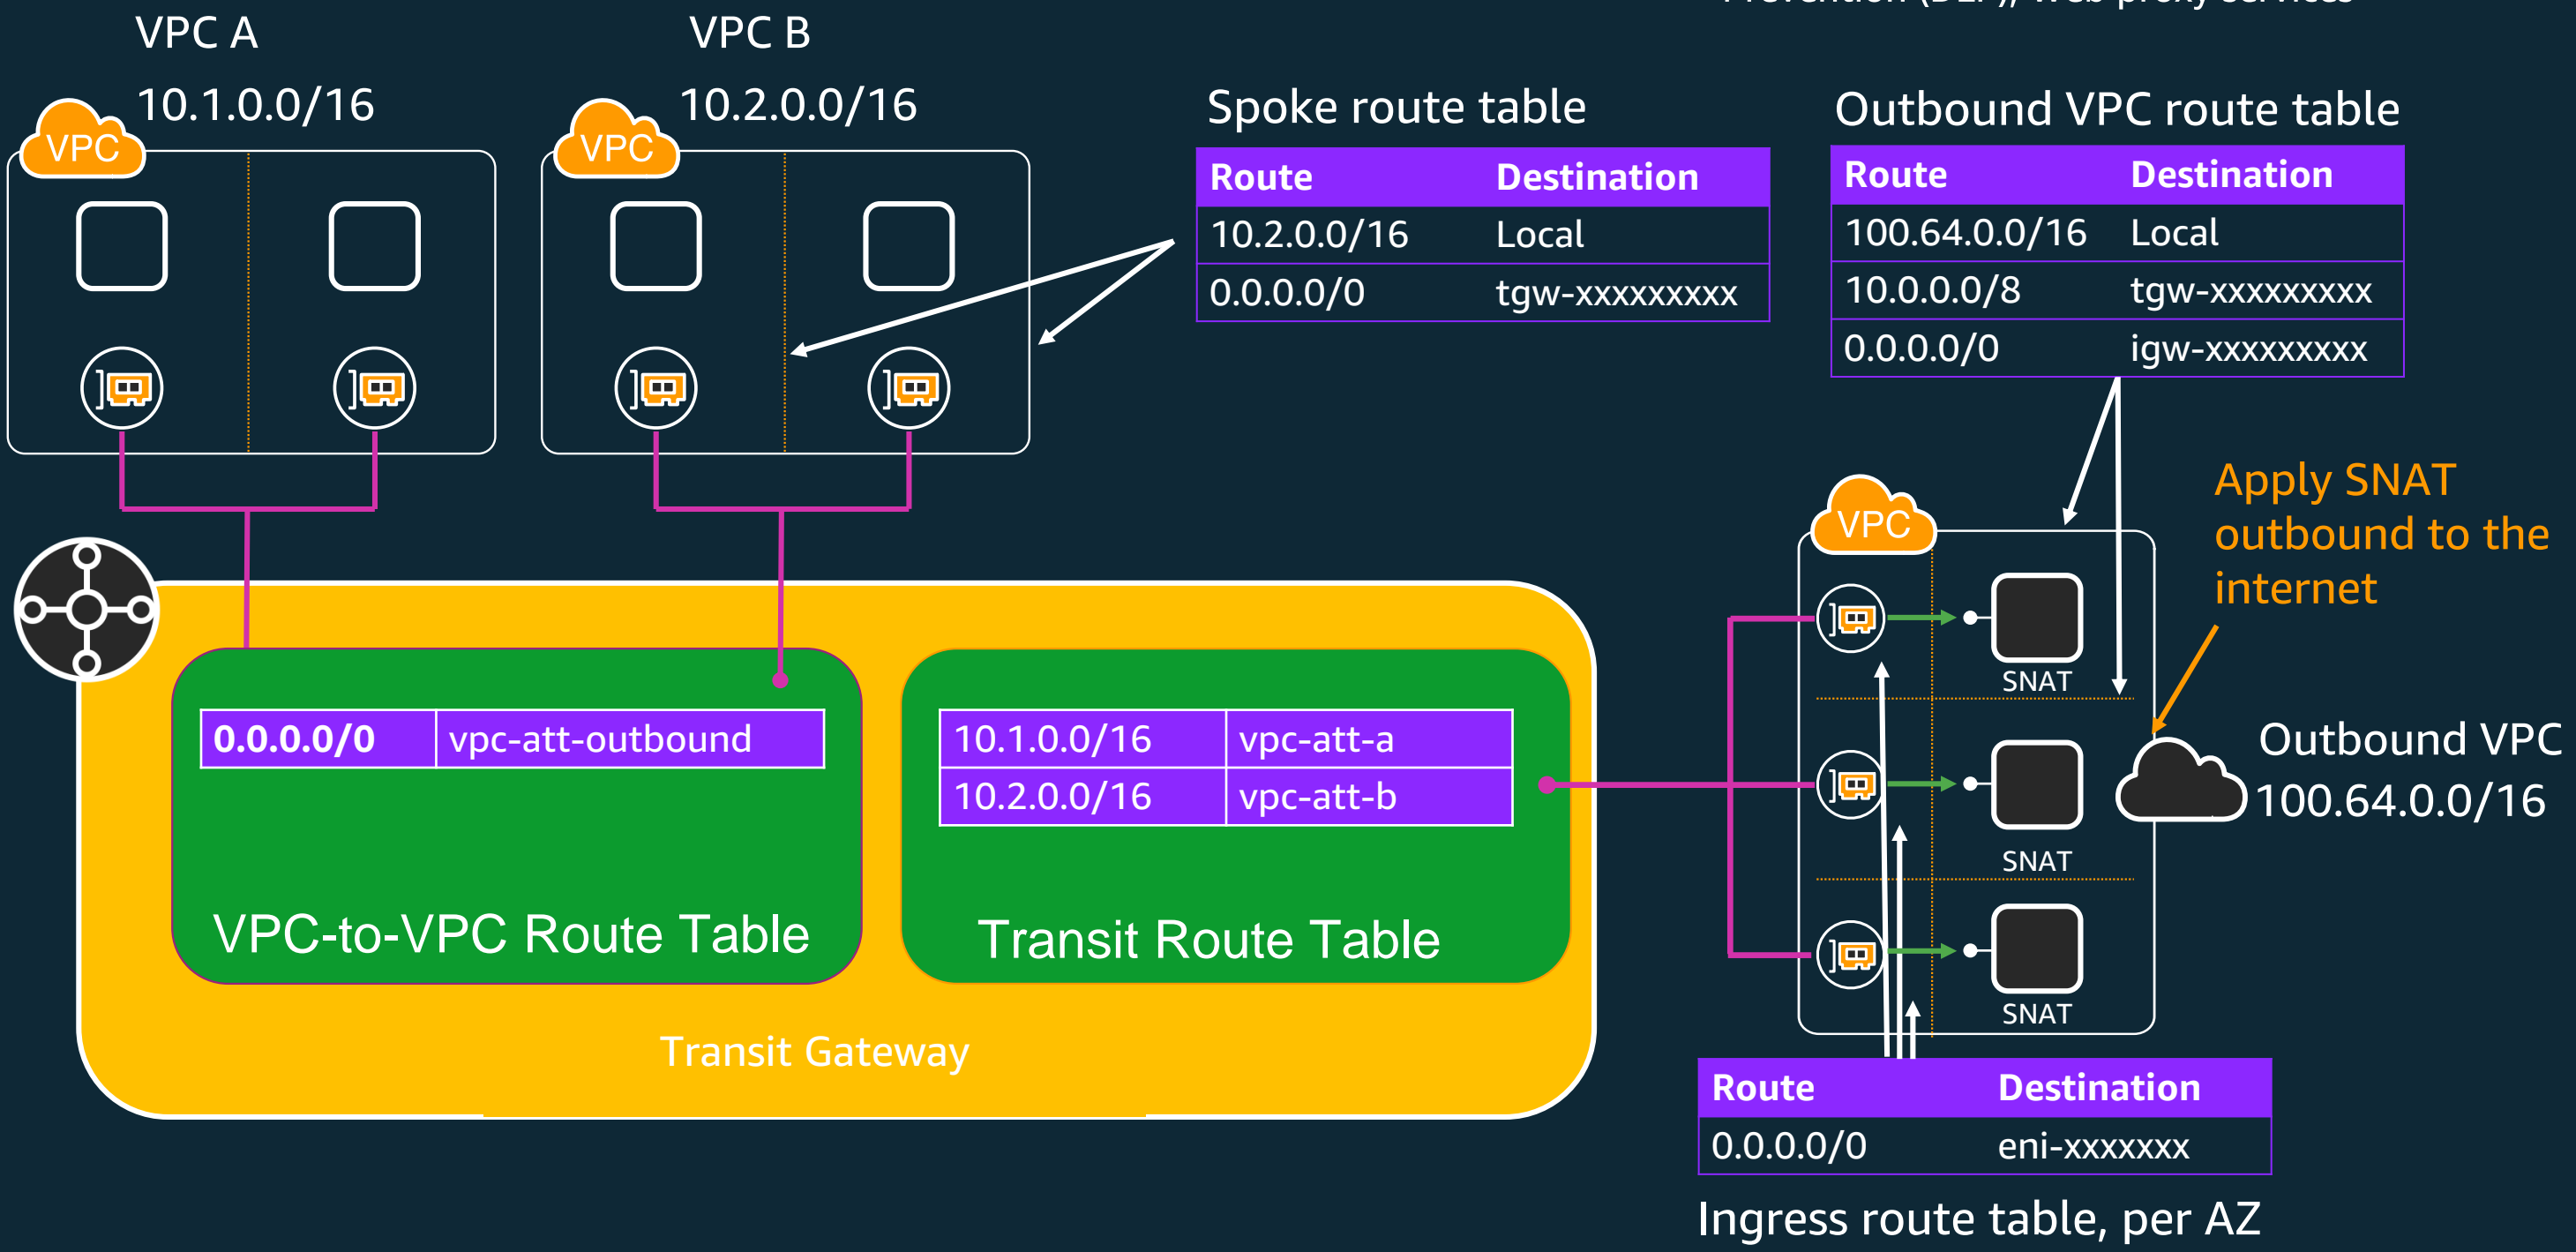 Prevention (DLP), web proxy services
VPC A
10.1.0.0/16
VPC
VPC B
10.2.0.0/16
VPC
Spoke route table
Route Destination
10.2.0.0/16 Local
0.0.0.0/0 tgw-xxxxxxxxx
Outbound VPC route table
Route Destination
100.64.0.0/16 Local
10.0.0.0/8 tgw-xxxxxxxxx
0.0.0.0/0 igw-xxxxxxxxx
Apply SNAT
outbound to the
internet
VPC
SNAT
SNAT
SNAT
Outbound VPC
100.64.0.0/16
0.0.0.0/0 vpc-att-outbound
VPC-to-VPC Route Table
10.1.0.0/16 vpc-att-a
10.2.0.0/16 vpc-att-b
Transit Route Table
Transit Gateway
Route Destination
0.0.0.0/0 eni-xxxxxxx
Ingress route table, per AZ